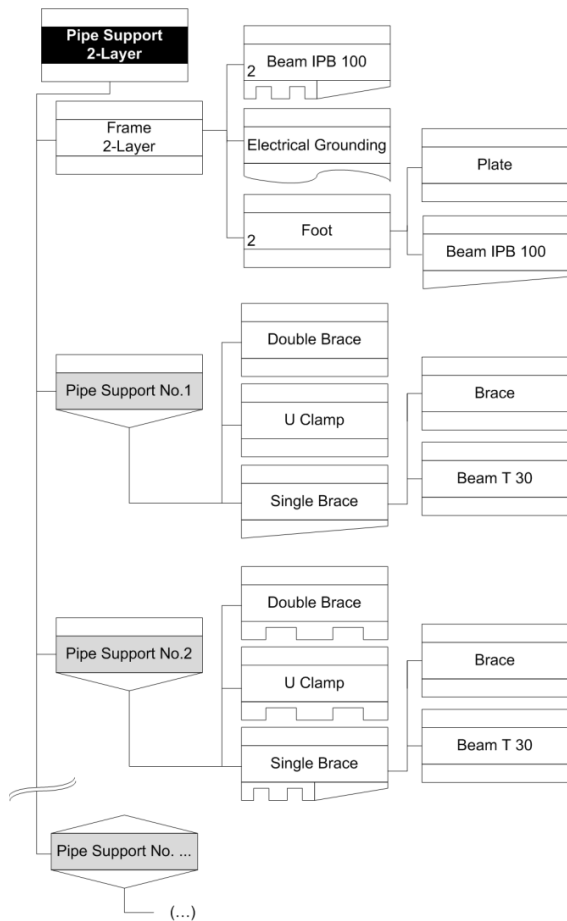 Pipe Support
2-Layer
Frame
2-Layer
Beam IPB 100
2
Electrical Grounding
Foot
2
Plate
Beam IPB 100
Pipe Support No.1
Double Brace
U Clamp
Single Brace
Brace
Beam T 30
Pipe Support No.2
Double Brace
U Clamp
Single Brace
Brace
Beam T 30
Pipe Support No. ...
(...)